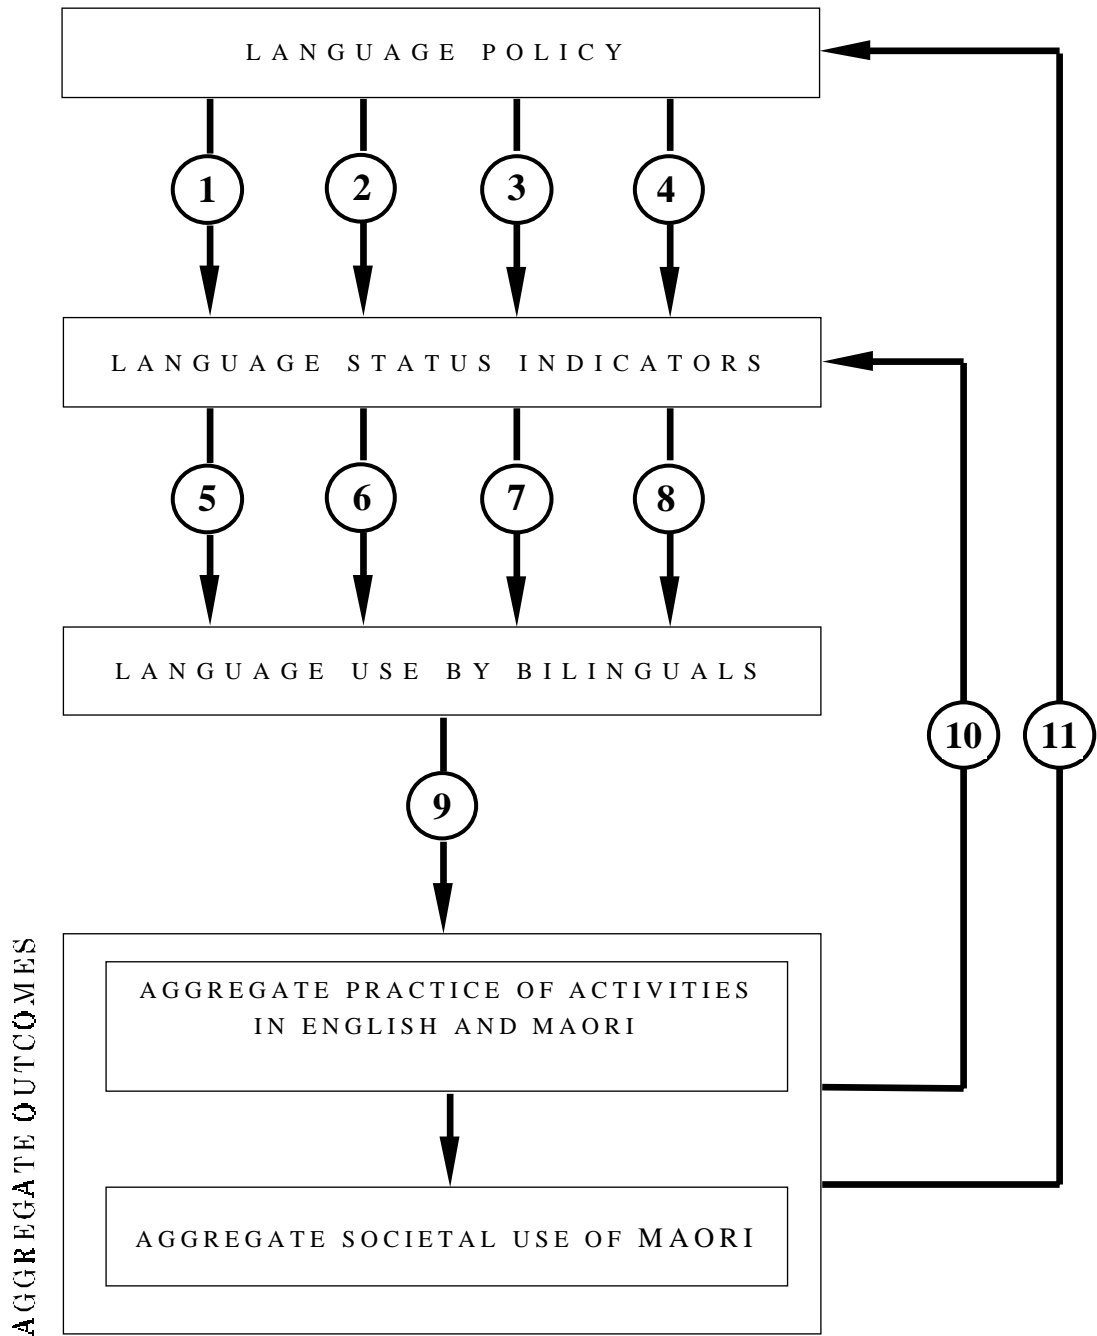 LANGUAGE POLICY
1 2 3 4
LANGUAGE STATUS INDICATORS
5 6 7 8
LANGUAGE USE BY BILINGUALS
10 11
9
AGGREGATE OUTCOMES
AGGREGATE PRACTICE OF ACTIVITIES
IN ENGLISH AND MAORI
AGGREGATE SOCIETAL USE OF MAORI